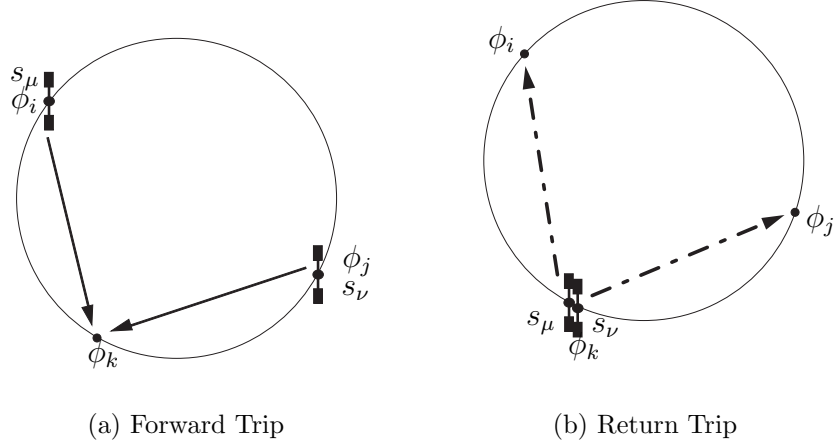 s_μ
ϕ_i
ϕ_j
s_ν
ϕ_k
(a) Forward Trip
ϕ_i
ϕ_j
s_μ s_ν
ϕ_k
(b) Return Trip